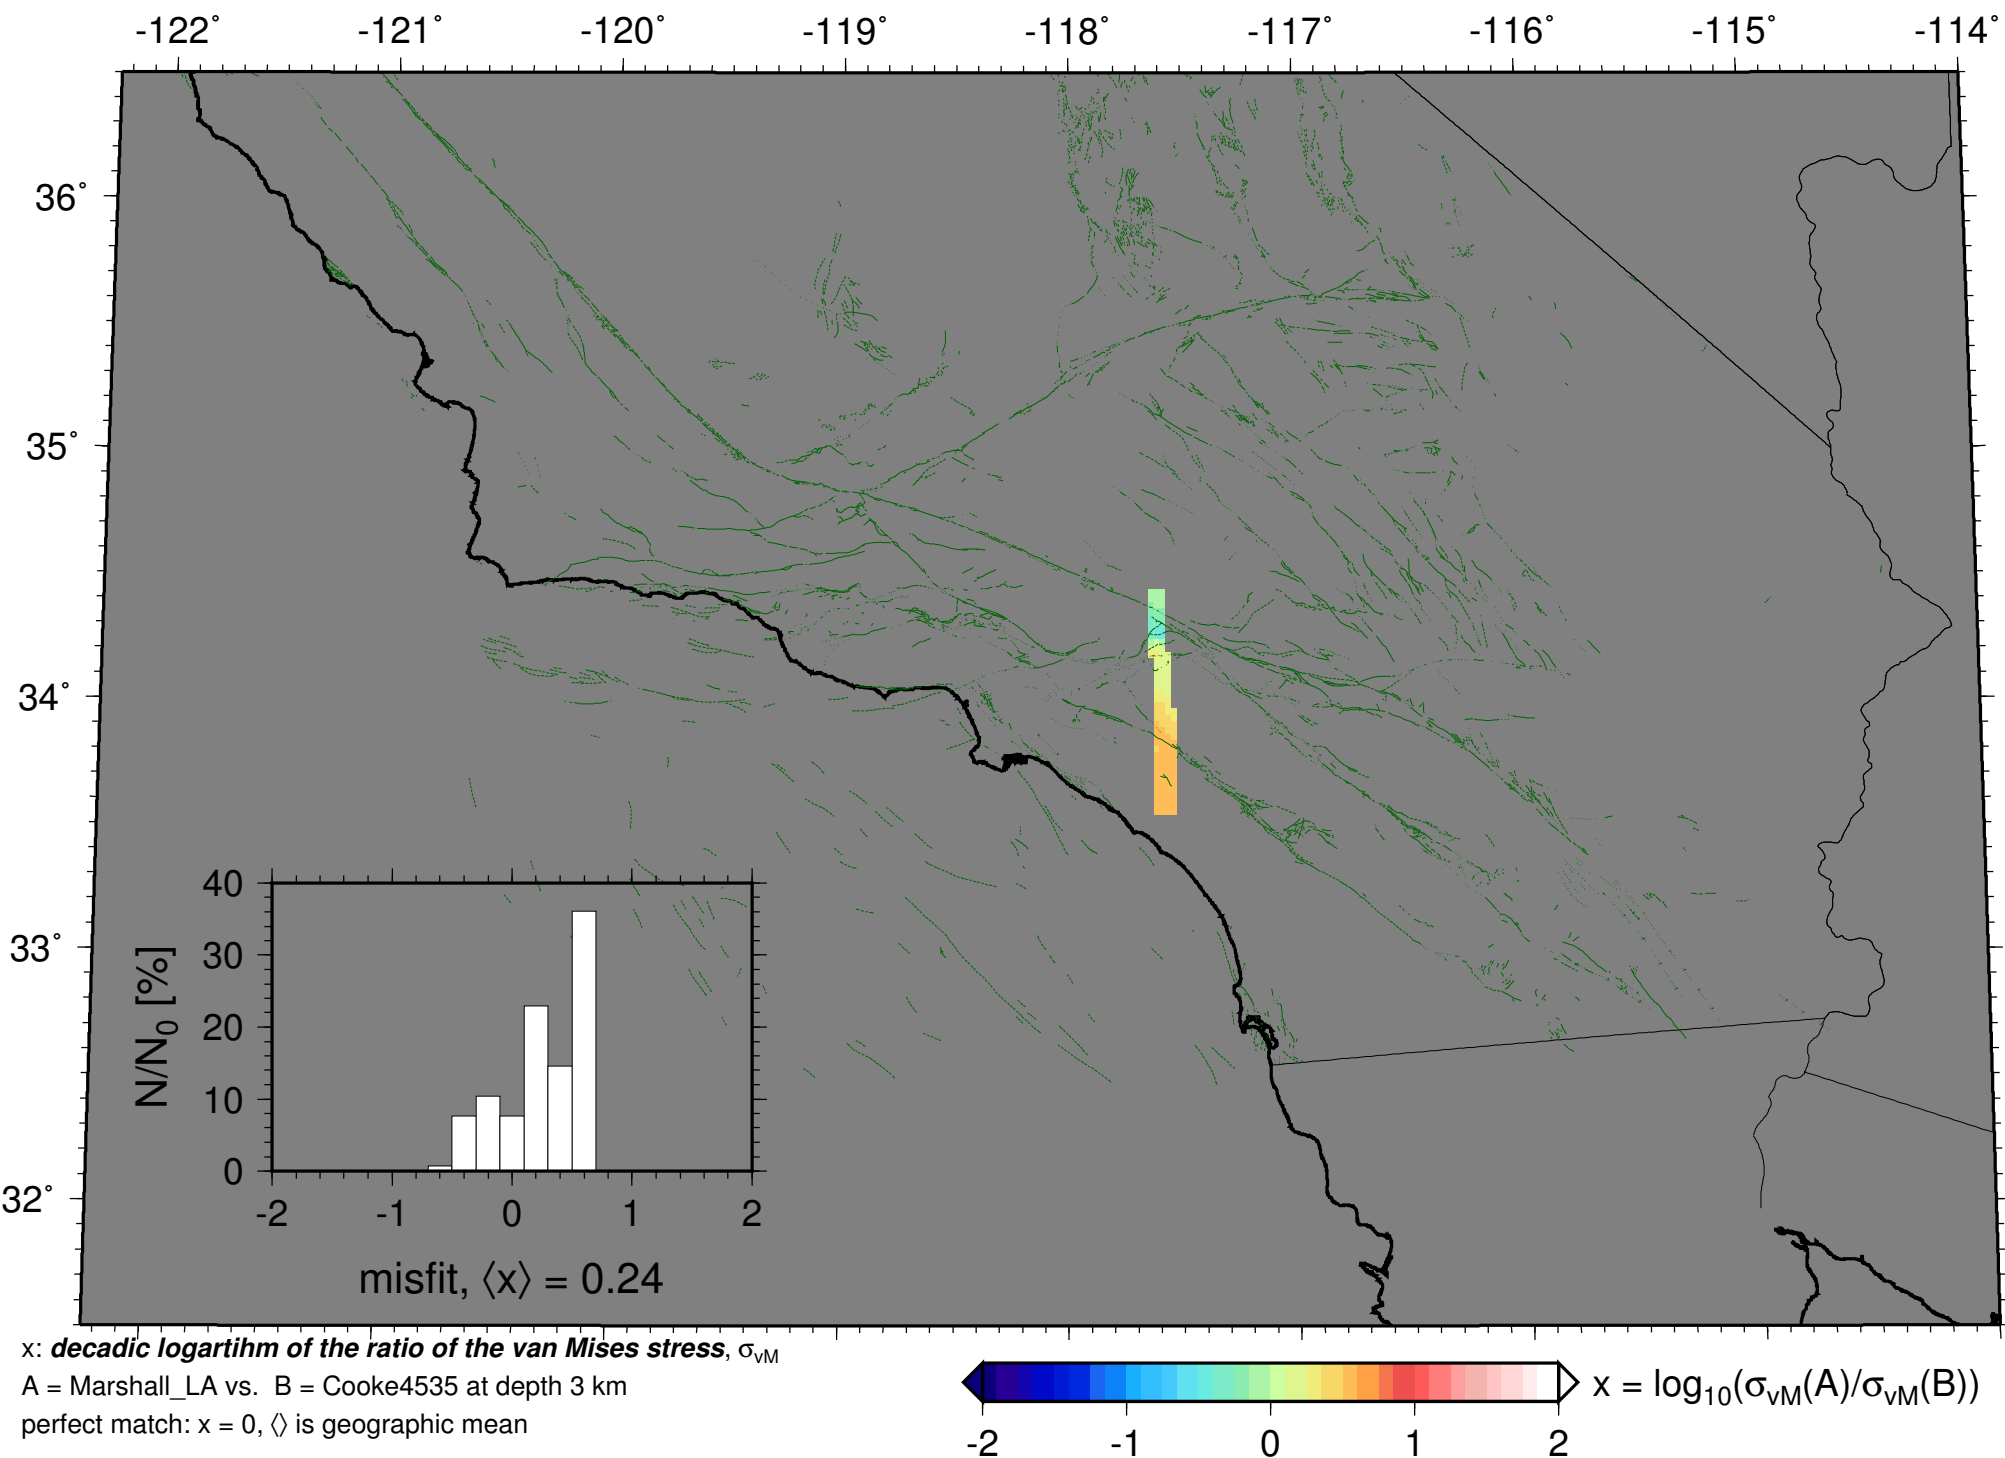 -122˚ -121˚ -120˚ -119˚ -118˚ -117˚ -116˚ -115˚ -114˚
36˚
35˚
34˚
33˚
32˚
40
30
20
10
0
N/N0 [%]
-2 -1 0 1 2
misfit, ⟨x⟩ = 0.24
x: decadic logartihm of the ratio of the van Mises stress, σvM
A = Marshall_LA vs. B = Cooke4535 at depth 3 km
perfect match: x = 0, ⟨⟩ is geographic mean
x = log10(σvM(A)/σvM(B))
-2 -1 0 1 2